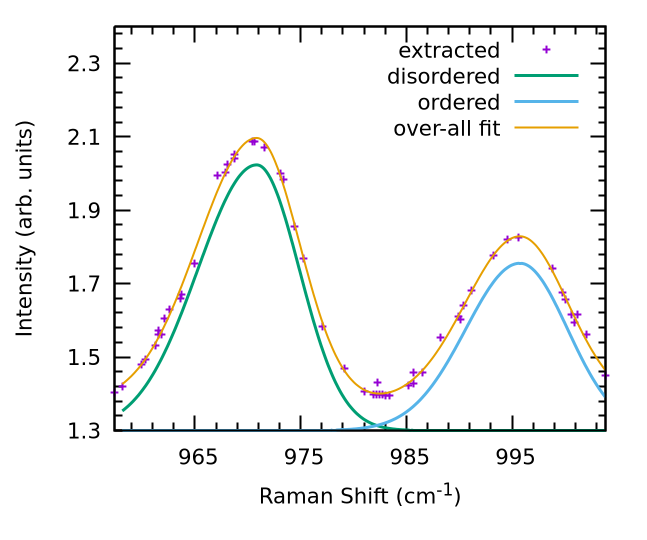 extracted
disordered
ordered
over-all fit
2.3
2.1
1.9
1.7
1.5
1.3
Intensity (arb. units)
965 975 985 995
Raman Shift (cm-1)